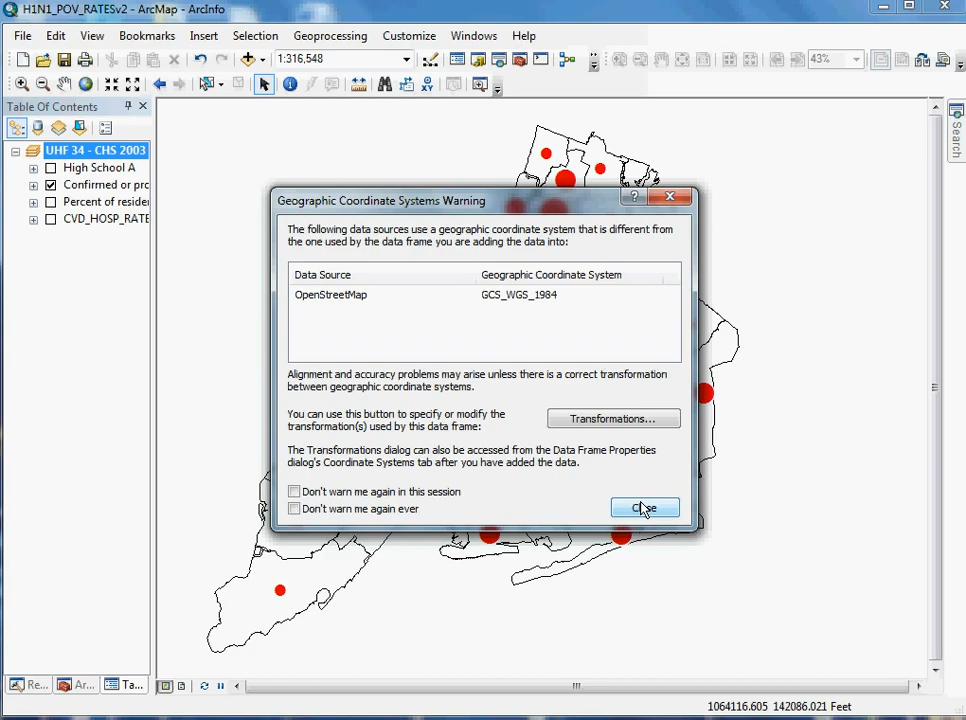 H1N1_POV_RATESv2 - ArcMap - ArcInfo
File Edit View Bookmarks Insert Selection Geoprocessing Customize Windows Help
1:316,548
43%
Table Of Contents
UHF 34 - CHS 2003
High School A
Confirmed or prc
Percent of reside
CVD_HOSP_RATE
Search
Geographic Coordinate Systems Warning
The following data sources use a geographic coordinate system that is different from
the one used by the data frame you are adding the data into:
Data Source Geographic Coordinate System
OpenStreetMap GCS_WGS_1984
Alignment and accuracy problems may arise unless there is a correct transformation
between geographic coordinate systems.
You can use this button to specify or modify the
transformation(s) used by this data frame:
Transformations...
The Transformations dialog can also be accessed from the Data Frame Properties
dialog's Coordinate Systems tab after you have added the data.
Don't warn me again in this session
Don't warn me again ever
Close
Re... Ar... Ta...
1064116.605 142086.021 Feet